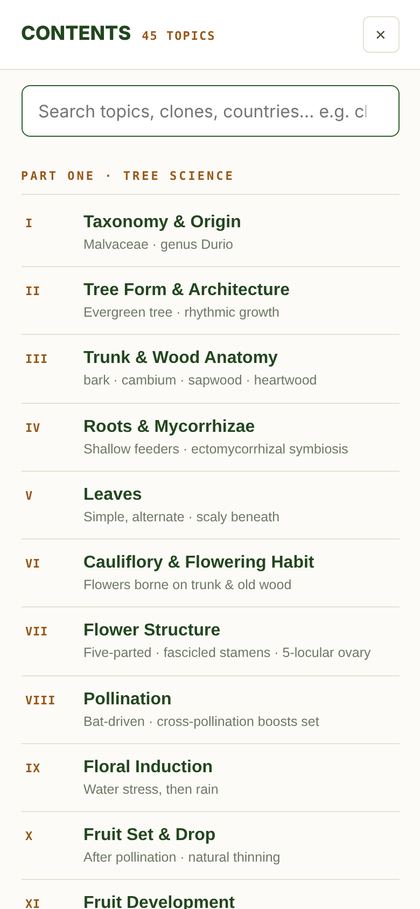 CONTENTS 45 TOPICS
×
Search topics, clones, countries... e.g.
PART ONE · TREE SCIENCE
I Taxonomy & Origin
Malvaceae · genus Durio
II Tree Form & Architecture
Evergreen tree · rhythmic growth
III Trunk & Wood Anatomy
bark · cambium · sapwood · heartwood
IV Roots & Mycorrhizae
Shallow feeders · ectomycorrhizal symbiosis
V Leaves
Simple, alternate · scaly beneath
VI Cauliflory & Flowering Habit
Flowers borne on trunk & old wood
VII Flower Structure
Five-parted · fascicled stamens · 5-locular ovary
VIII Pollination
Bat-driven · cross-pollination boosts set
IX Floral Induction
Water stress, then rain
X Fruit Set & Drop
After pollination · natural thinning
XI Fruit Development